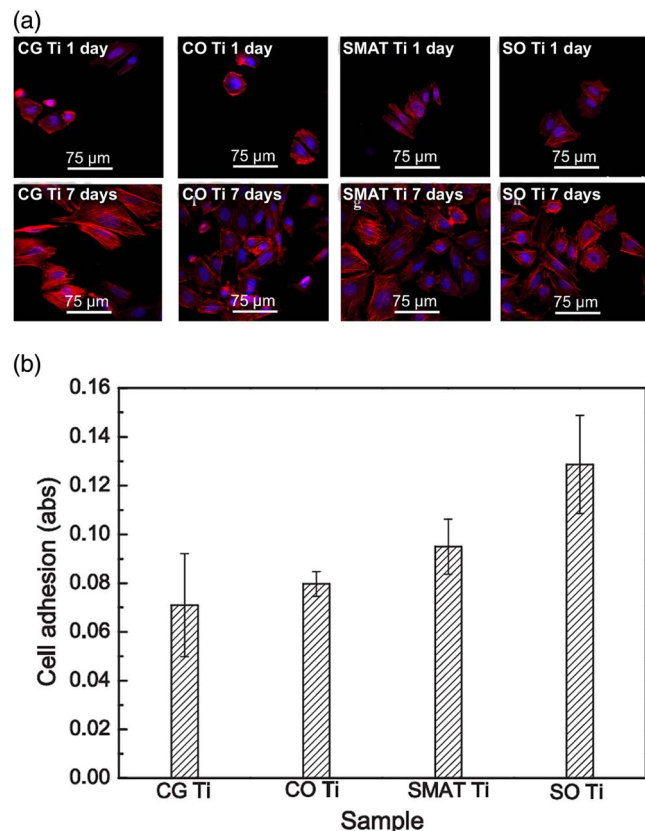 (a)
CG Ti 1 day
CO Ti 1 day
SMAT Ti 1 day
SO Ti 1 day
75 µm
75 µm
75 µm
75 µm
CG Ti 7 days
CO Ti 7 days
SMAT Ti 7 days
SO Ti 7 days
g
75 µm
75 µm
75 µm
75 µm
(b)
Cell adhesion (abs)
0.16
0.14
0.12
0.10
0.08
0.06
0.04
0.02
0.00
CG Ti
CO Ti
SMAT Ti
SO Ti
Sample